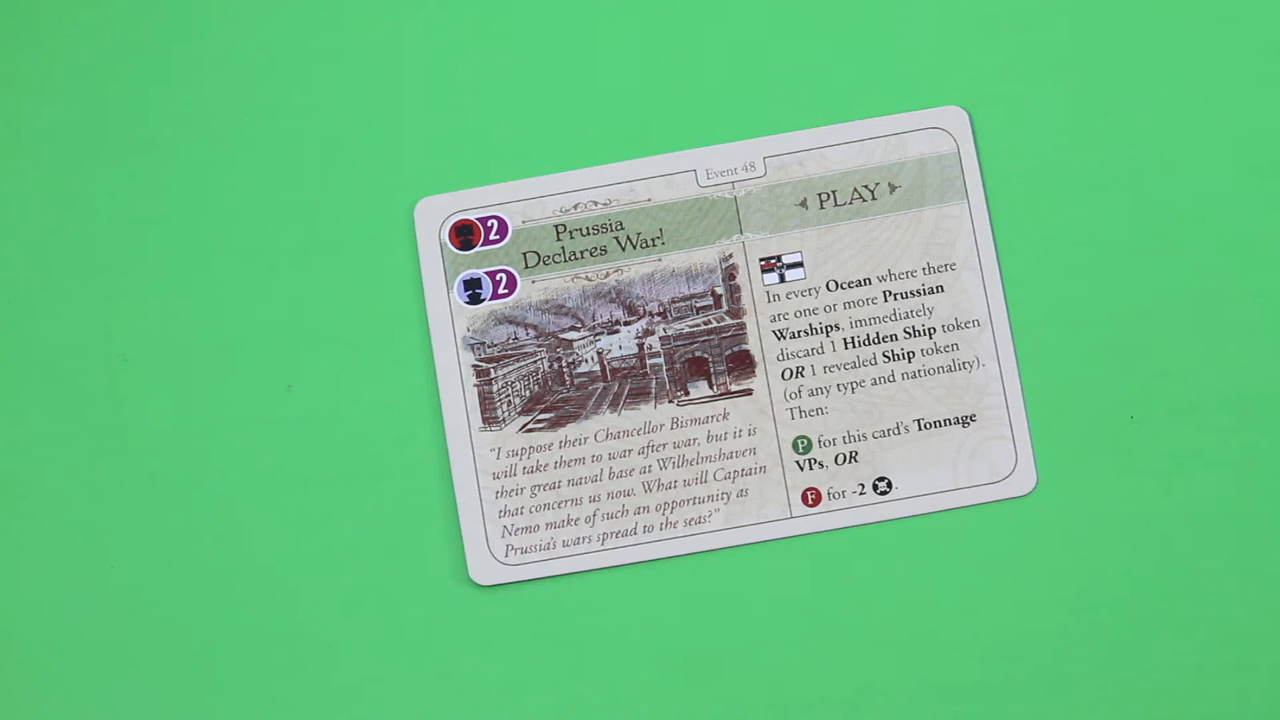 Event 48
2
2
Prussia
Declares War!
"I suppose their Chancellor Bismarck
will take them to war after war, but it is
their great naval base at Wilhelmshaven
that concerns us now. What will Captain
Nemo make of such an opportunity as
Prussia's wars spread to the seas?"
PLAY
In every Ocean where there
are one or more Prussian
Warships, immediately
discard 1 Hidden Ship token
OR 1 revealed Ship token
(of any type and nationality).
Then:
P for this card's Tonnage
VPs, OR
F for -2 .